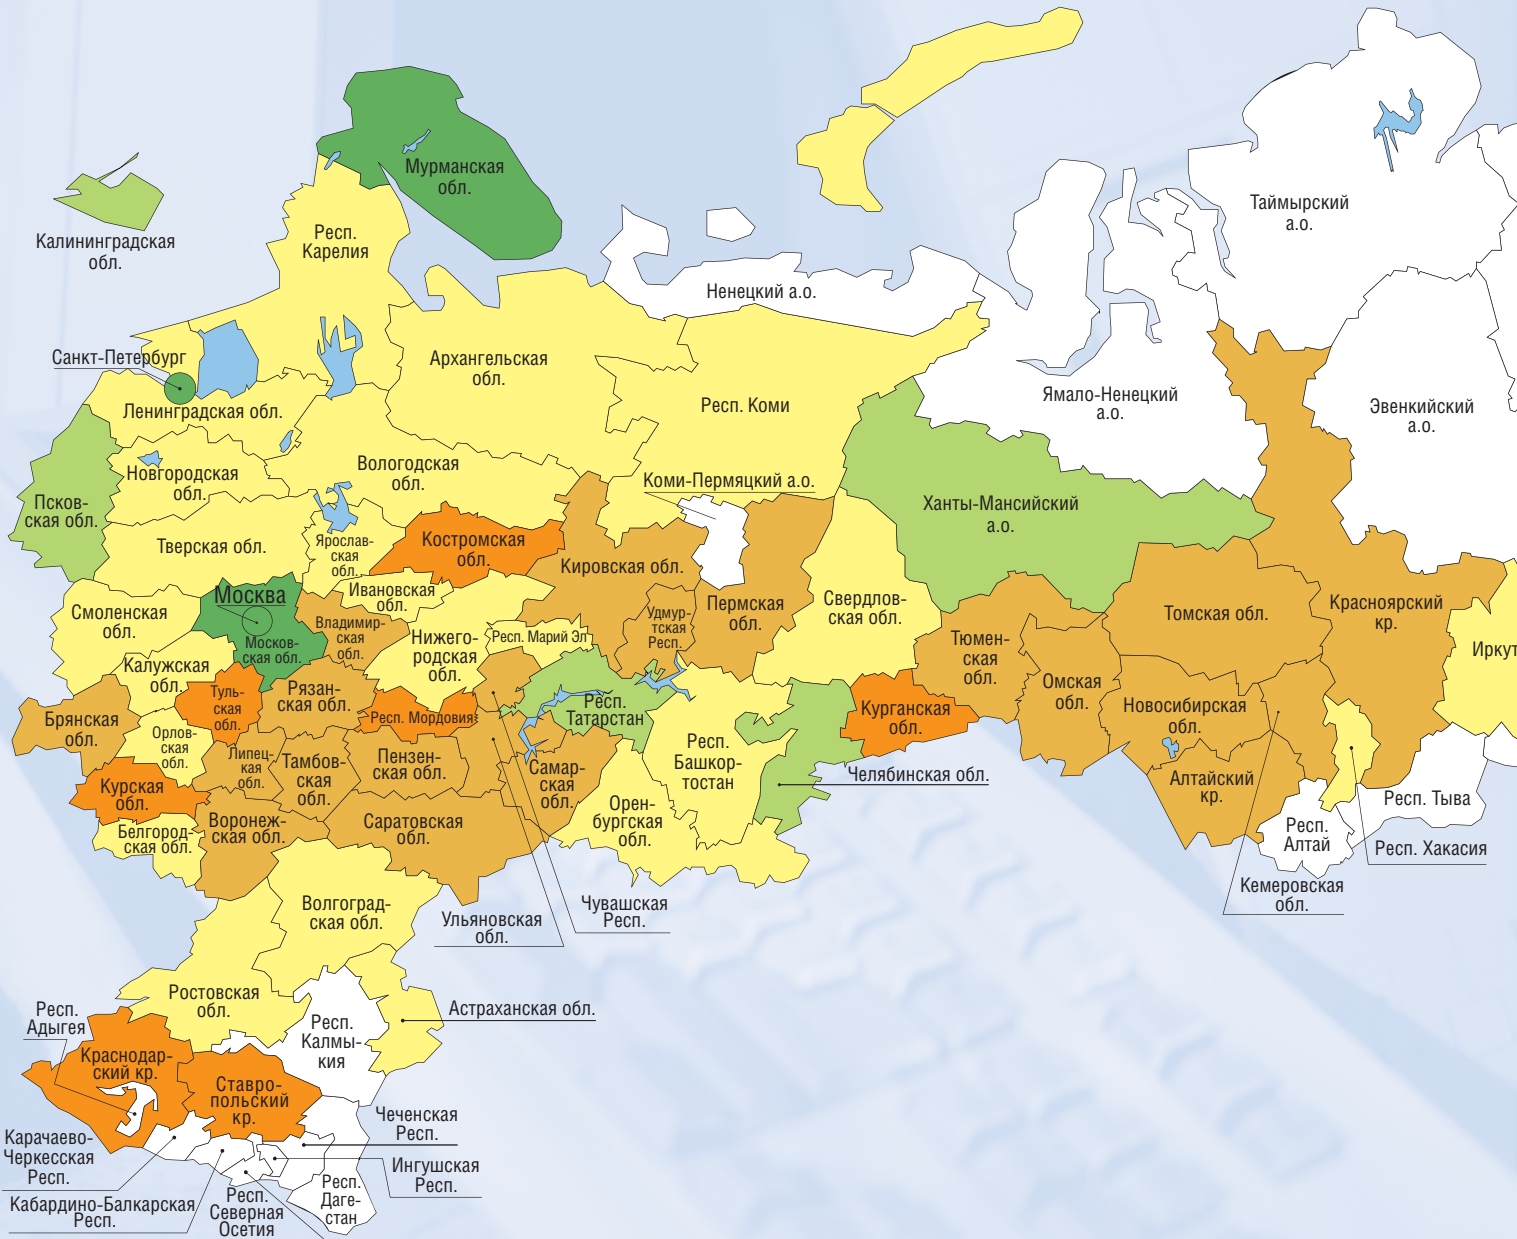 Мурманская
обл.
Калининградская
обл.
Респ.
Карелия
Таймырский
а.о.
Ненецкий а.о.
Санкт-Петербург
Архангельская
обл.
Ленинградская обл.
Респ. Коми
Ямало-Ненецкий
а.о.
Эвенкийский
а.о.
Новгородская
обл.
Вологодская
обл.
Коми-Пермяцкий а.о.
Псков-
ская обл.
Ханты-Мансийский
а.о.
Тверская обл.
Ярослав-
ская
обл.
Костромская
обл.
Кировская обл.
Москва
Ивановская
обл.
Смоленская
обл.
Владимир-
ская
обл.
Московс-
ская обл.
Нижего-
родская
обл.
Респ. Марий Эл
Удмур-
тская
Респ.
Пермская
обл.
Свердлов-
ская обл.
Томская обл.
Красноярский
кр.
Тюмен-
ская
обл.
Иркут
Калужская
обл.
Туль-
ская
обл.
Рязан-
ская обл.
Респ. Мордовия
Респ.
Татарстан
Курганская
обл.
Омская
обл.
Новосибирская
обл.
Брянская
обл.
Орлов-
ская
обл.
Липец-
кая
обл.
Тамбов-
ская
обл.
Пензен-
ская обл.
Самар-
ская
обл.
Респ.
Башкор-
тостан
Челябинская обл.
Алтайский
кр.
Курская
обл.
Белгород-
ская обл.
Воронеж-
ская обл.
Саратовская
обл.
Орен-
бургская
обл.
Респ.
Алтай
Респ. Тыва
Респ. Хакасия
Кемеровская
обл.
Волгоград-
ская обл.
Ульяновская
обл.
Чувашская
Респ.
Ростовская
обл.
Астраханская обл.
Респ.
Адыгея
Респ.
Калмы-
кия
Краснодар-
ский кр.
Ставро-
польский
кр.
Чеченская
Респ.
Карачаево-
Черкесская
Респ.
Ингушская
Респ.
Кабардино-Балкарская
Респ.
Респ.
Северная
Осетия
Респ.
Даге-
стан